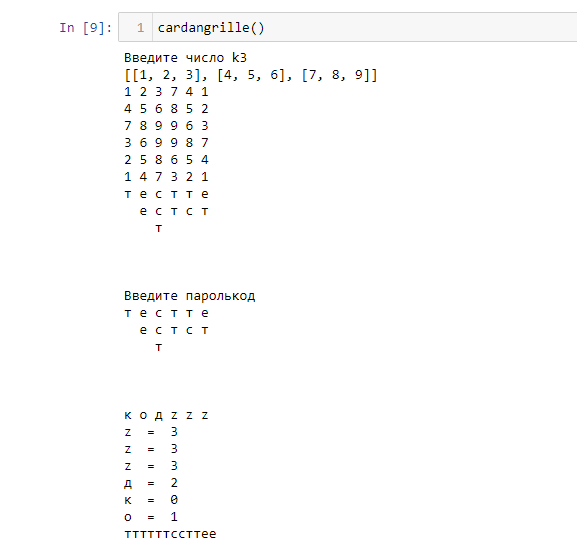 In [9]: 1 cardangrille()
Введите число k3
[[1, 2, 3], [4, 5, 6], [7, 8, 9]]
1 2 3 7 4 1
4 5 6 8 5 2
7 8 9 9 6 3
3 6 9 9 8 7
2 5 8 6 5 4
1 4 7 3 2 1
т е с т т е
е с т с т
т
Введите паролькод
т е с т т е
е с т с т
т
к о д z z z
z = 3
z = 3
z = 3
д = 2
к = 0
о = 1
ттттттссттее